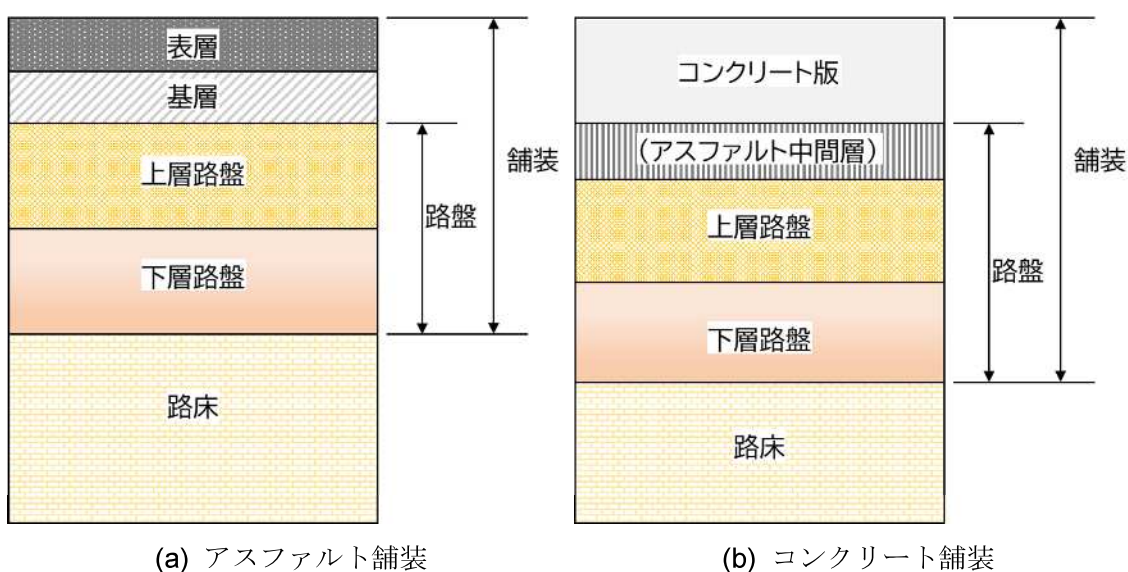 表層
基層
上層路盤
下層路盤
路床
路盤
舗装
(a) アスファルト舗装
コンクリート版
（アスファルト中間層）
上層路盤
下層路盤
路床
路盤
舗装
(b) コンクリート舗装